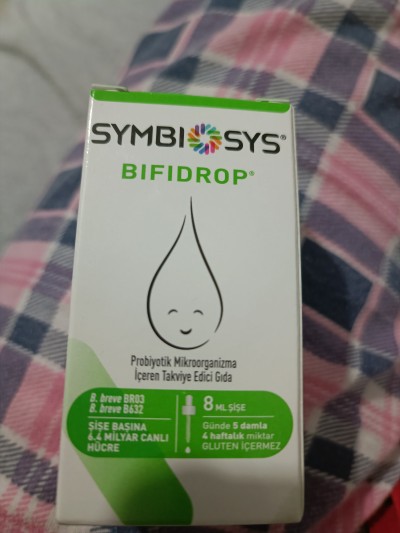 SYMBIOSYS®
BIFIDROP®
Probiyotik Mikroorganizma
İçeren Takviye Edici Gıda
B. breve BR03
B. breve B632
ŞİŞE BAŞINA
6.4 MİLYAR CANLI
HÜCRE
8 ML ŞİŞE
Günde 5 damla
4 haftalık miktar
GLUTEN İÇERMEZ